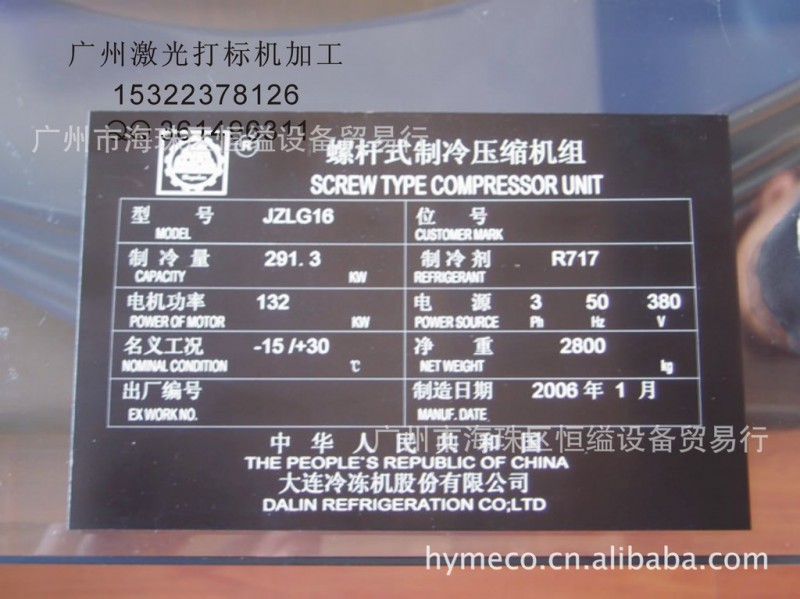 广州激光打标机加工
15322378126
QQ 361490311
广州市海珠区恒溢设备贸易行
®
螺杆式制冷压缩机组
SCREW TYPE COMPRESSOR UNIT
型 号 JZLG16 位 号
MODEL CUSTOMER MARK
制 冷 量 291.3 制 冷 剂 R717
CAPACITY KW REFRIGERANT
电机功率 132 电 源 3 50 380
POWER OF MOTOR KW POWER SOURCE Ph Hz V
名义工况 -15/+30 净 重 2800
NOMINAL CONDITION ℃ NET WEIGHT kg
出厂编号 制造日期 2006 年 1 月
EX WORK NO. MANUF. DATE
中 华 人 民 共 和 国
广州市海珠区恒溢设备贸易行
THE PEOPLE`S REPUBLIC OF CHINA
大连冷冻机股份有限公司
DALIN REFRIGERATION CO;LTD
hymeco.cn.alibaba.com